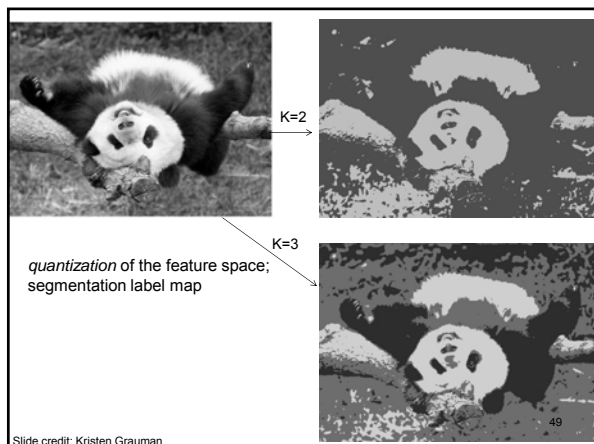 K=2
K=3
quantization of the feature space;
segmentation label map
49
Slide credit: Kristen Grauman